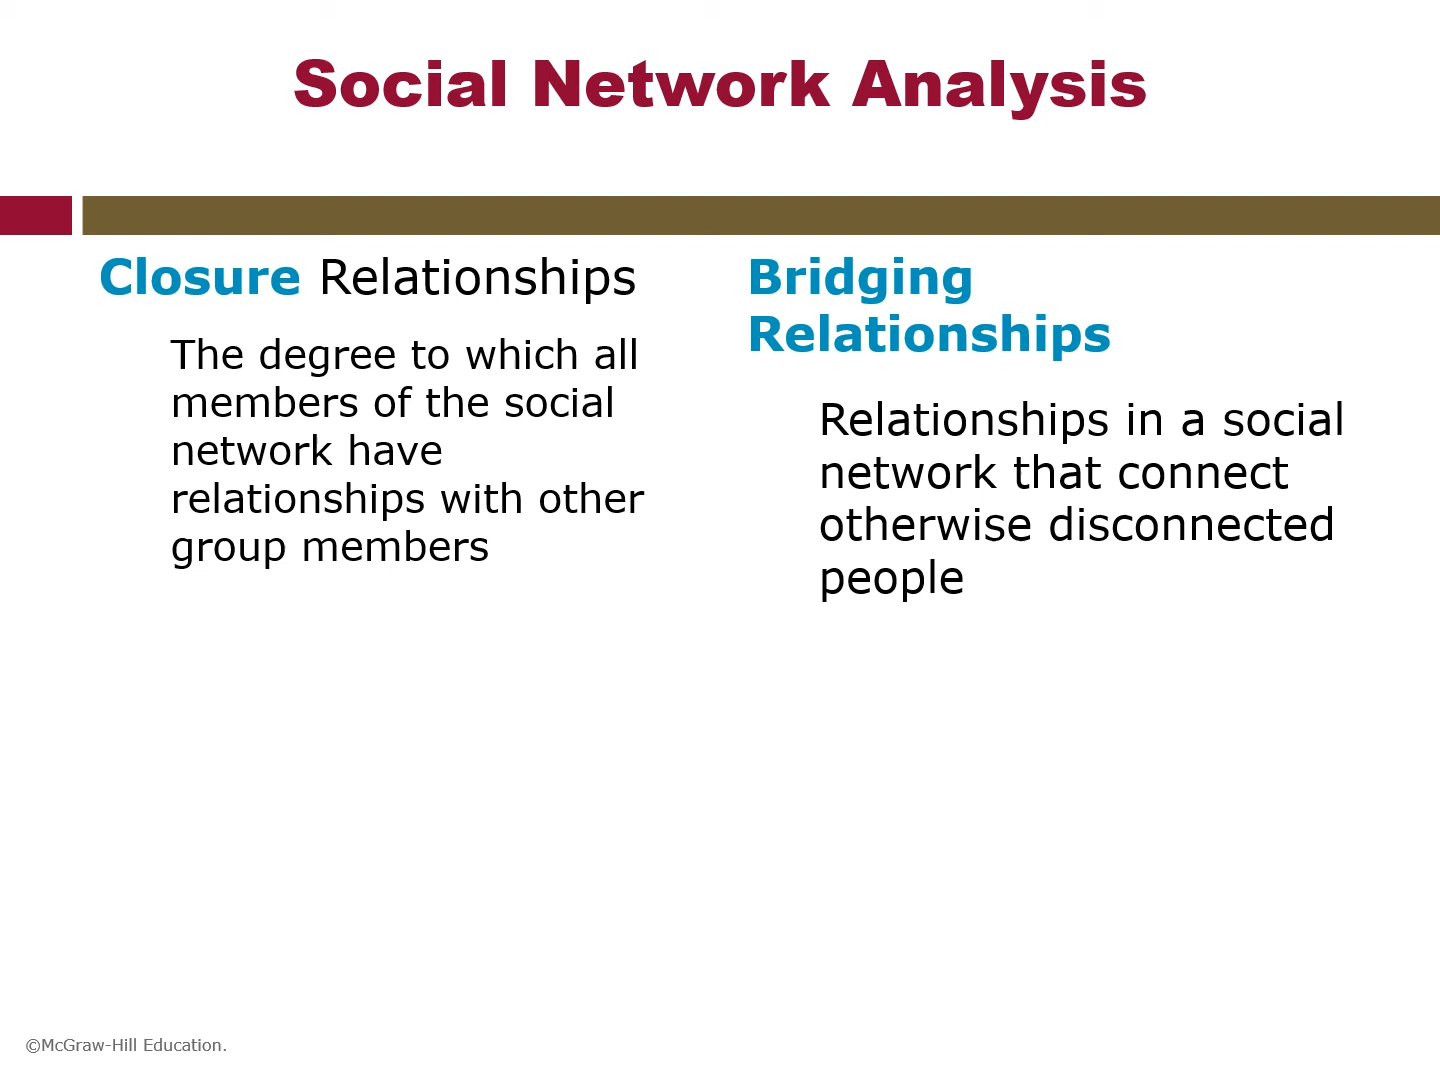 Social Network Analysis
Closure Relationships
The degree to which all
members of the social
network have
relationships with other
group members
Bridging
Relationships
Relationships in a social
network that connect
otherwise disconnected
people
©McGraw-Hill Education.